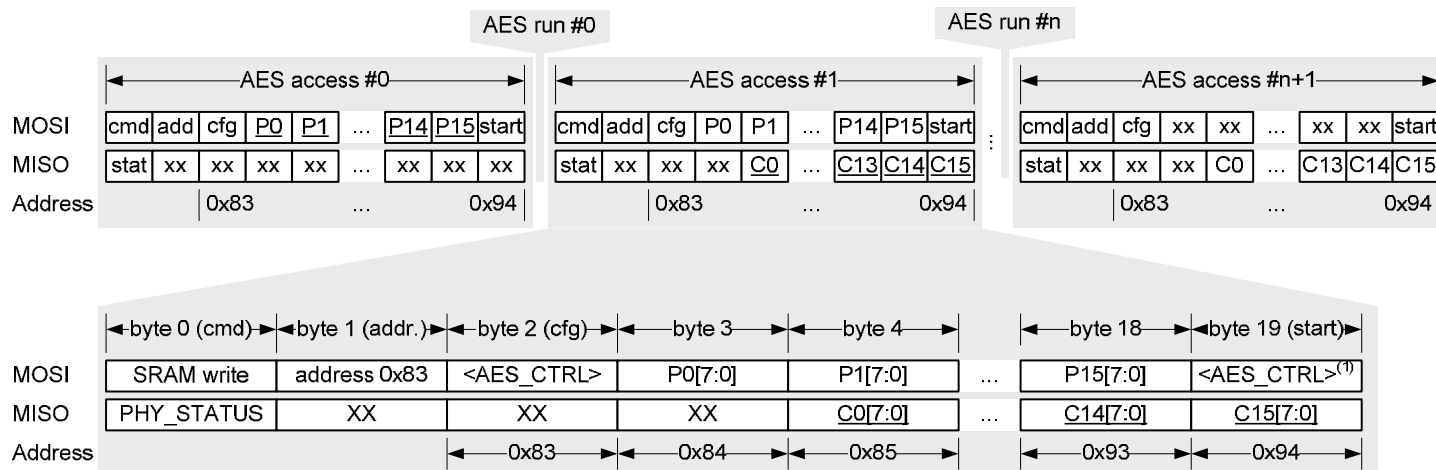 AES run #0 AES run #n
AES access #0 AES access #1 AES access #n+1
MOSI cmd add cfg P0 P1 ... P14 P15 start cmd add cfg P0 P1 ... P14 P15 start ... cmd add cfg xx xx ... xx xx start
MISO stat xx xx xx xx ... xx xx xx stat xx xx xx C0 ... C13 C14 C15 stat xx xx xx C0 ... C13 C14 C15
Address 0x83 ... 0x94 0x83 ... 0x94 0x83 ... 0x94
byte 0 (cmd) byte 1 (addr.) byte 2 (cfg) byte 3 byte 4 byte 18 byte 19 (start)
MOSI SRAM write address 0x83 <AES_CTRL> P0[7:0] P1[7:0] ... P15[7:0] <AES_CTRL>(1)
MISO PHY_STATUS XX XX XX C0[7:0] ... C14[7:0] C15[7:0]
Address 0x83 0x84 0x85 0x93 0x94